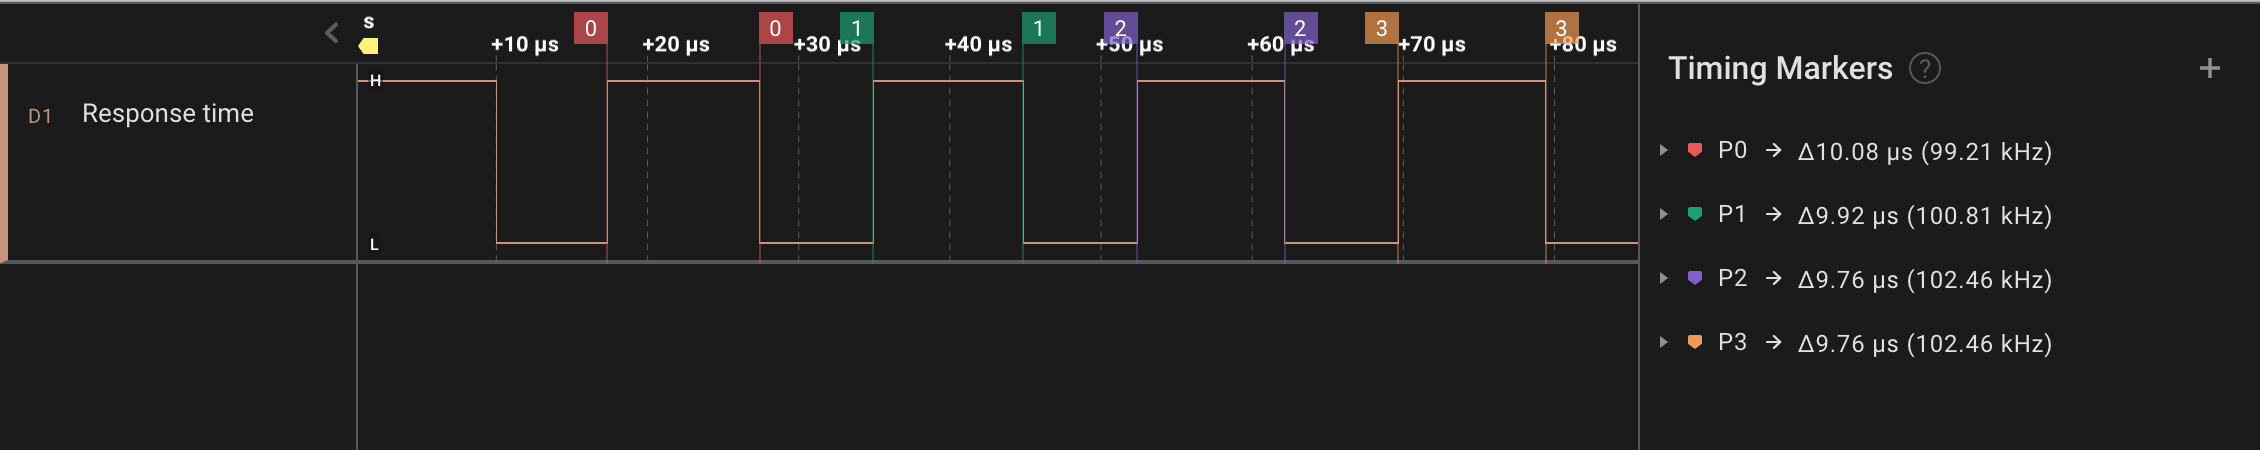 s
0 0 1 1 2 2 3 3
+10 µs +20 µs +30 µs +40 µs +50 µs +60 µs +70 µs +80 µs
H
D1 Response time
L
Timing Markers ? +
P0 → Δ10.08 µs (99.21 kHz)
P1 → Δ9.92 µs (100.81 kHz)
P2 → Δ9.76 µs (102.46 kHz)
P3 → Δ9.76 µs (102.46 kHz)